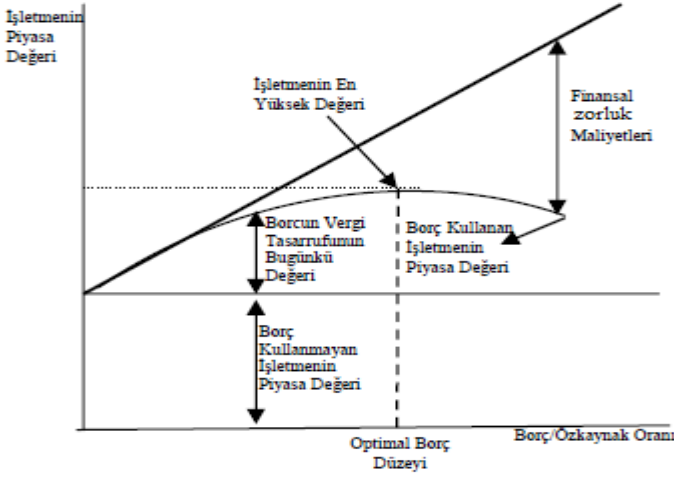 İşletmenin
Piyasa
Değeri
İşletmenin En
Yüksek Değeri
Finansal
zorluk
Maliyetleri
Borcun Vergi
Tasarrufunun
Bugünkü
Değeri
Borç Kullanan
İşletmenin
Piyasa Değeri
Borç
Kullanmayan
İşletmenin
Piyasa Değeri
Optimal Borç
Düzeyi
Borç/Özkaynak Oranı